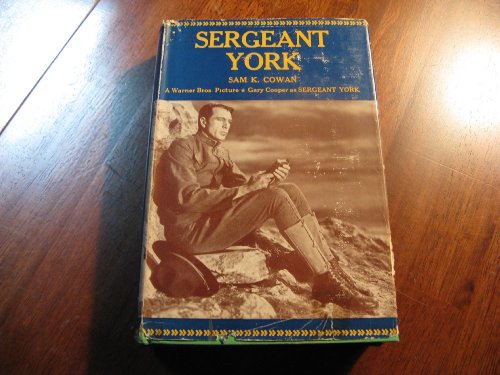 SERGEANT
YORK
SAM K. COWAN
A Warner Bros. Picture ★ Gary Cooper as SERGEANT YORK